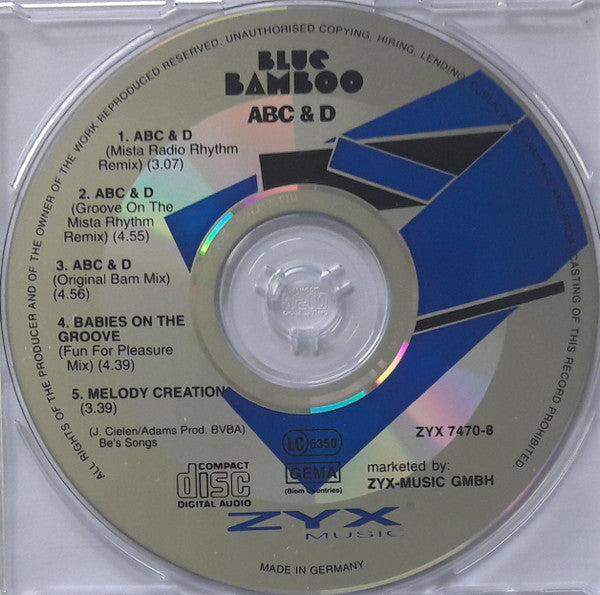 ALL RIGHTS OF THE PRODUCER AND OF THE OWNER OF THE WORK REPRODUCED RESERVED. UNAUTHORISED COPYING, HIRING, LENDING, PUBLIC PERFORMANCE AND BROADCASTING OF THIS RECORD PROHIBITED.
BLUE
BAMBOO
ABC & D
1. ABC & D
(Mista Radio Rhythm
Remix) (3.07)
2. ABC & D
(Groove On The
Mista Rhythm
Remix) (4.55)
3. ABC & D
(Original Bam Mix)
(4.56)
4. BABIES ON THE
GROOVE
(Fun For Pleasure
Mix) (4.39)
5. MELODY CREATION
(3.39)
(J. Cielen/Adams Prod. BVBA)
Be's Songs
LC 6350
GEMA
(Biem Countries)
ZYX 7470-8
marketed by:
ZYX-MUSIC GMBH
COMPACT
disc
DIGITAL AUDIO
ZYX®
MUSIC
MADE IN GERMANY